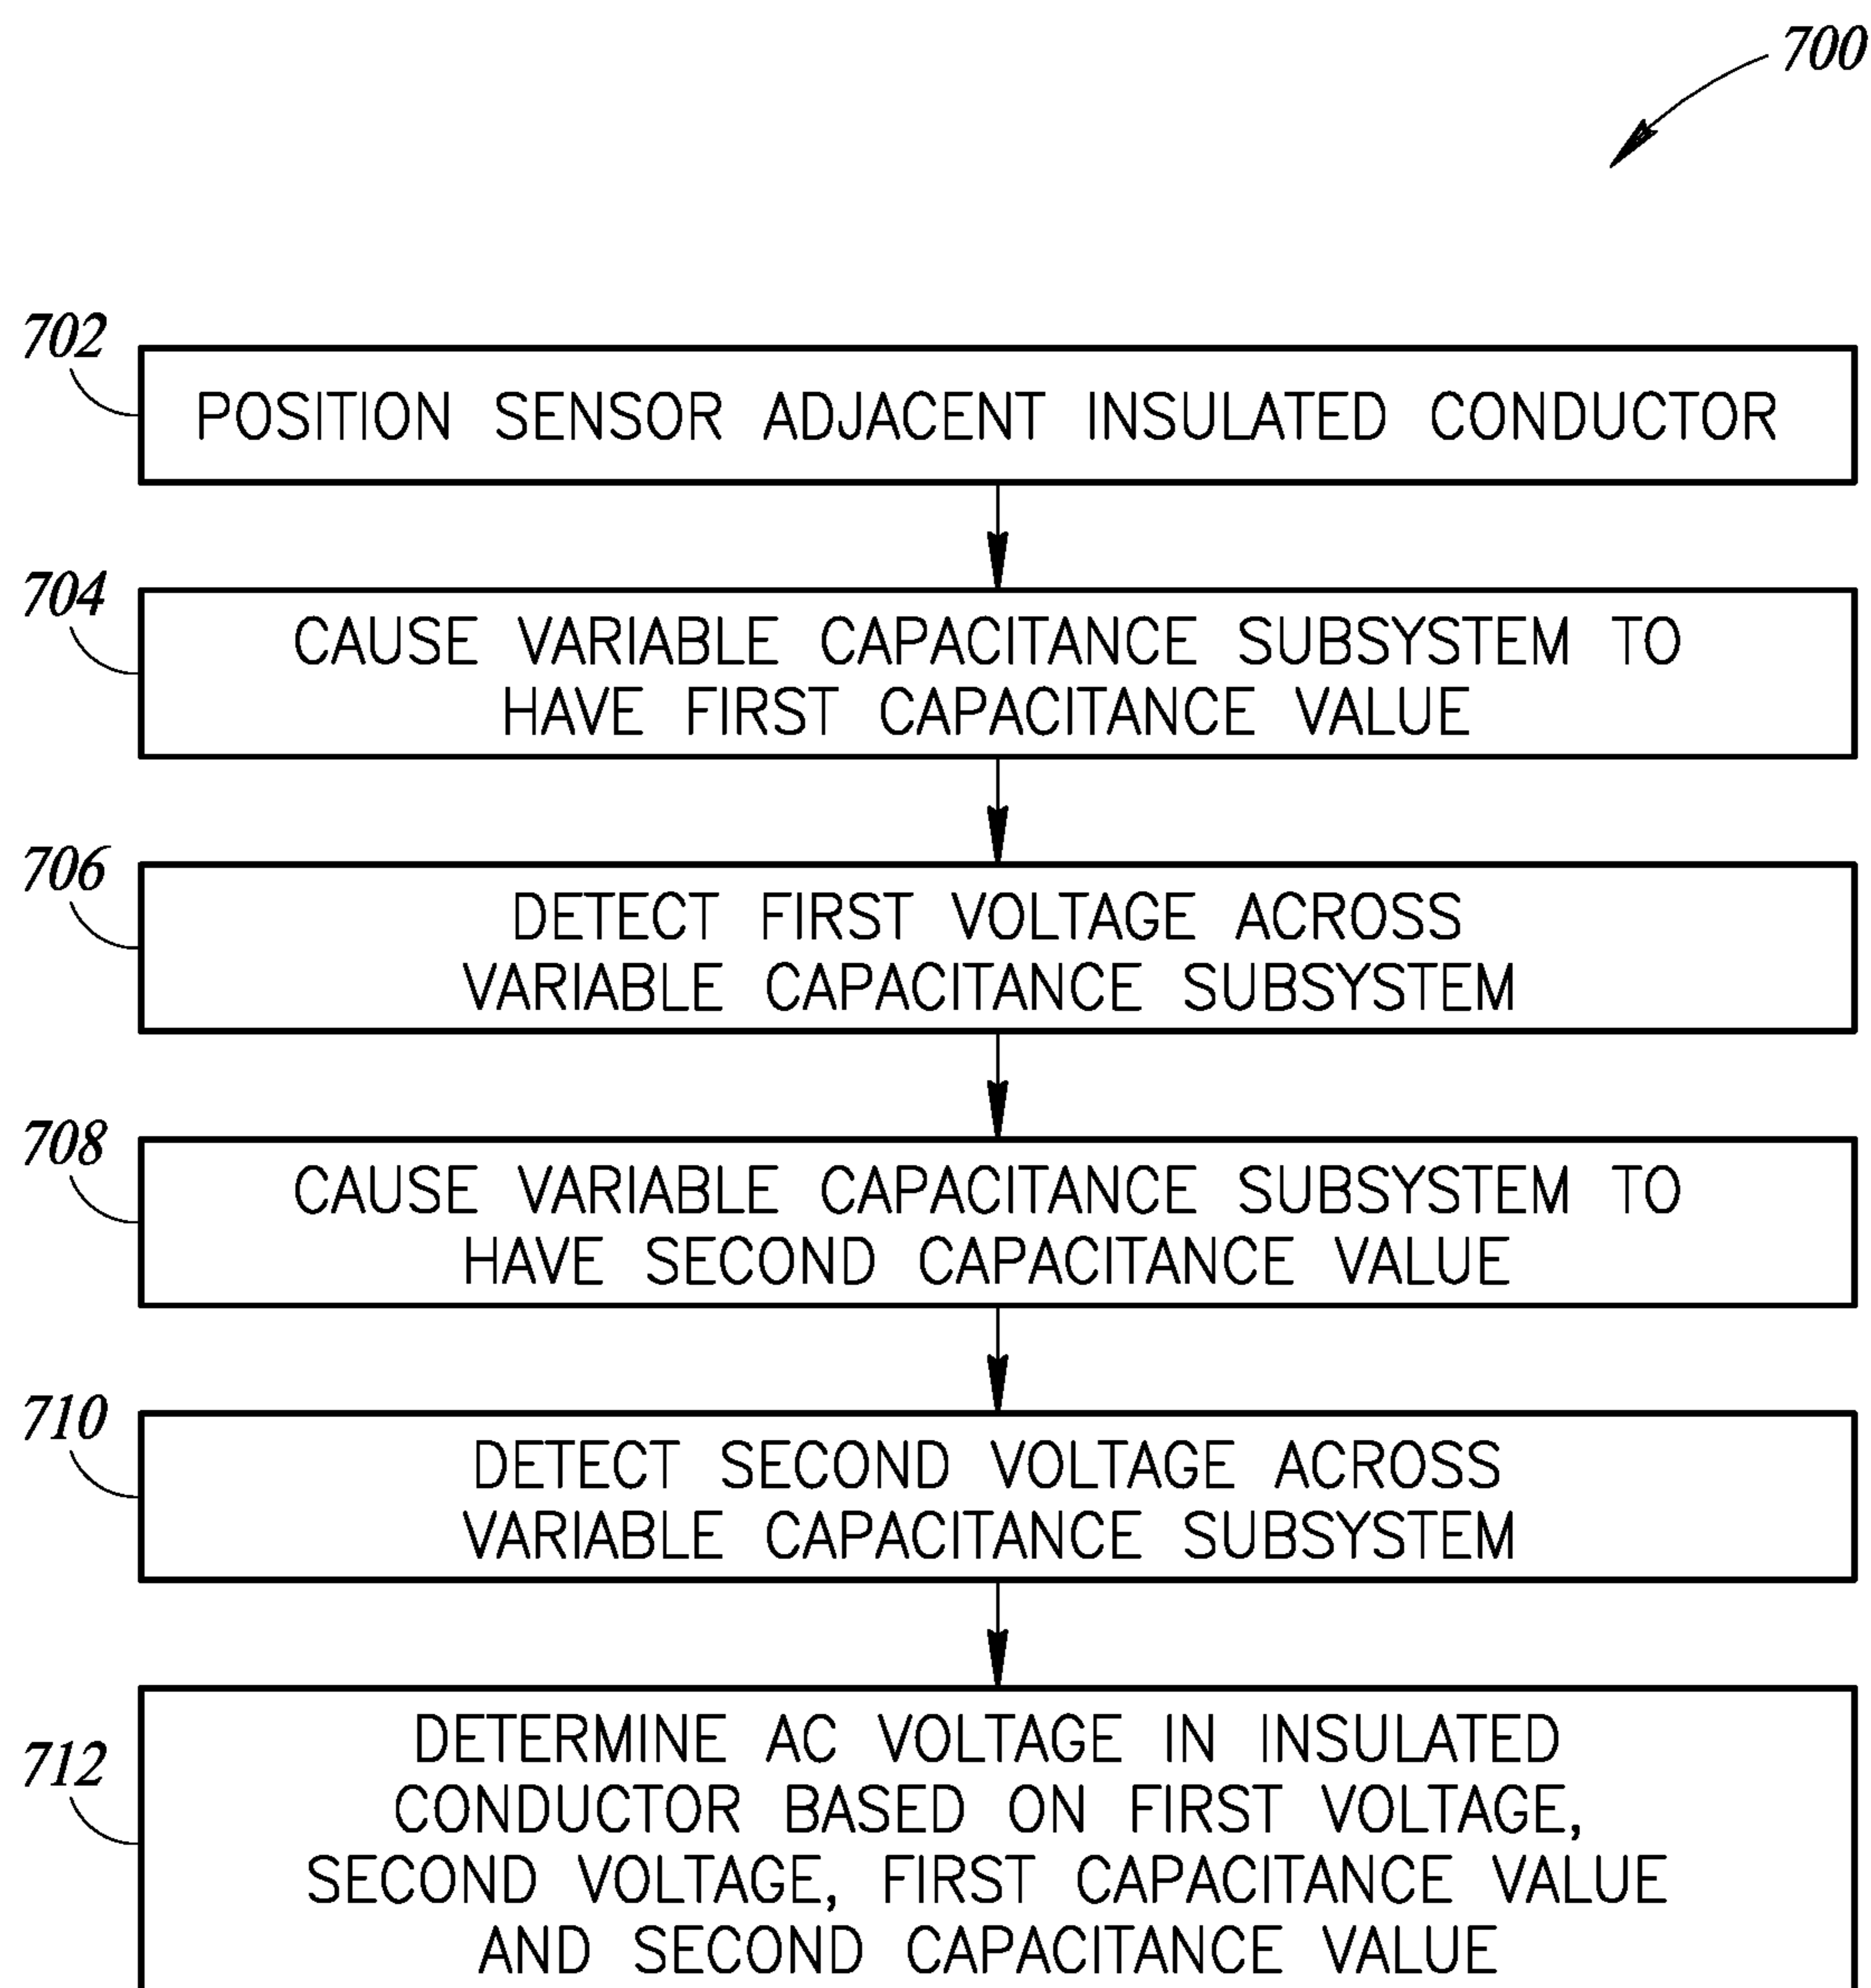 700
702
POSITION SENSOR ADJACENT INSULATED CONDUCTOR
704
CAUSE VARIABLE CAPACITANCE SUBSYSTEM TO
HAVE FIRST CAPACITANCE VALUE
706
DETECT FIRST VOLTAGE ACROSS
VARIABLE CAPACITANCE SUBSYSTEM
708
CAUSE VARIABLE CAPACITANCE SUBSYSTEM TO
HAVE SECOND CAPACITANCE VALUE
710
DETECT SECOND VOLTAGE ACROSS
VARIABLE CAPACITANCE SUBSYSTEM
712
DETERMINE AC VOLTAGE IN INSULATED
CONDUCTOR BASED ON FIRST VOLTAGE,
SECOND VOLTAGE, FIRST CAPACITANCE VALUE
AND SECOND CAPACITANCE VALUE